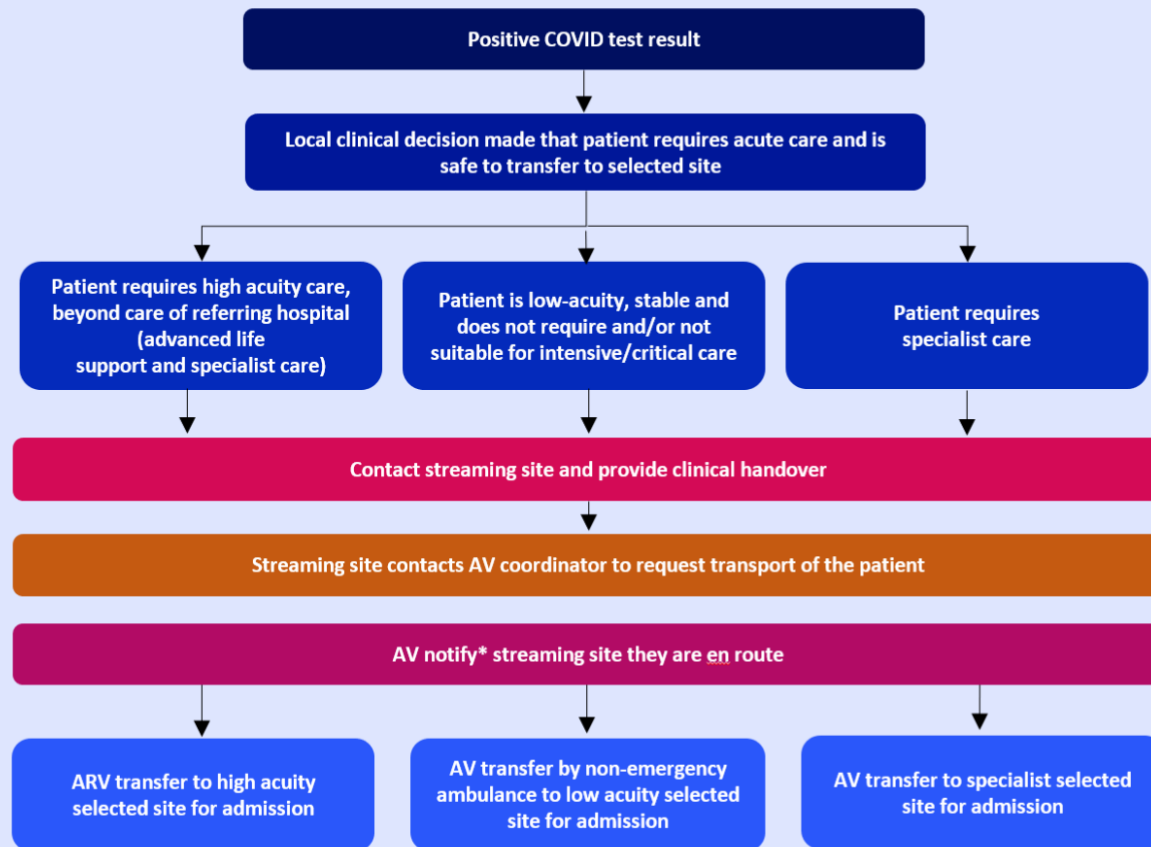 Positive COVID test result
Local clinical decision made that patient requires acute care and is
safe to transfer to selected site
Patient requires high acuity care,
beyond care of referring hospital
(advanced life
support and specialist care)
Patient is low-acuity, stable and
does not require and/or not
suitable for intensive/critical care
Patient requires
specialist care
Contact streaming site and provide clinical handover
Streaming site contacts AV coordinator to request transport of the patient
AV notify* streaming site they are en route
ARV transfer to high acuity
selected site for admission
AV transfer by non-emergency
ambulance to low acuity selected
site for admission
AV transfer to specialist selected
site for admission